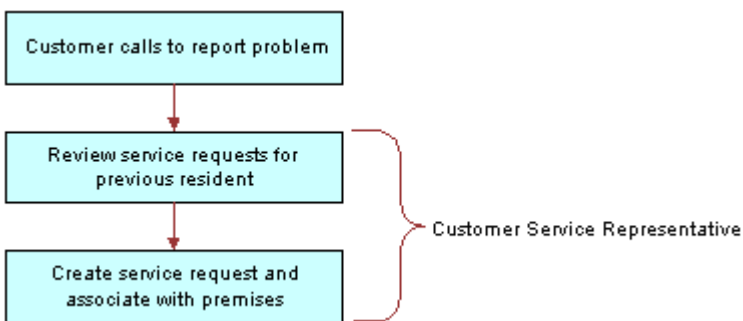 Customer calls to report problem
Review service requests for
previous resident
Customer Service Representative
Create service request and
associate with premises